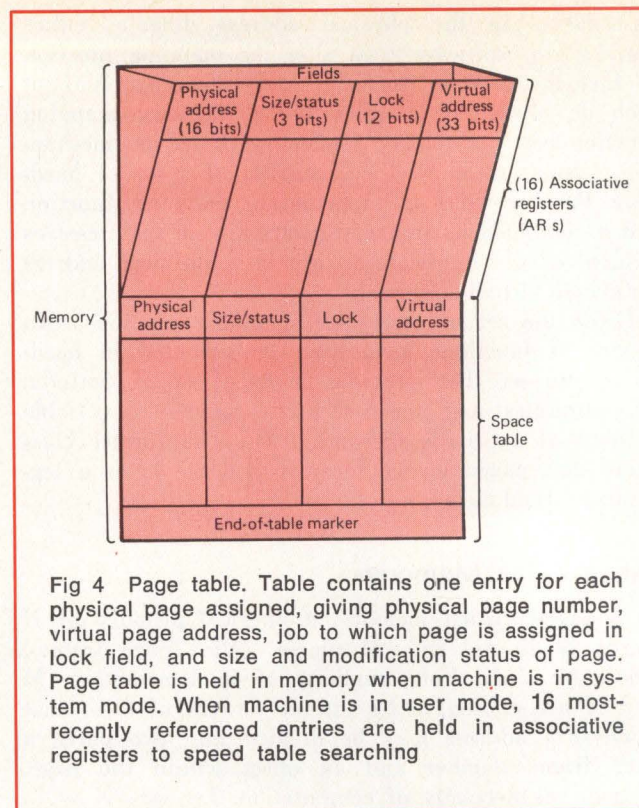 Fields
Physical address (16 bits)
Size/status (3 bits)
Lock (12 bits)
Virtual address (33 bits)
(16) Associative registers (AR s)
Memory
Physical address
Size/status
Lock
Virtual address
Space table
End-of-table marker
Fig 4 Page table. Table contains one entry for each
physical page assigned, giving physical page number,
virtual page address, job to which page is assigned in
lock field, and size and modification status of page.
Page table is held in memory when machine is in sys-
tem mode. When machine is in user mode, 16 most-
recently referenced entries are held in associative
registers to speed table searching